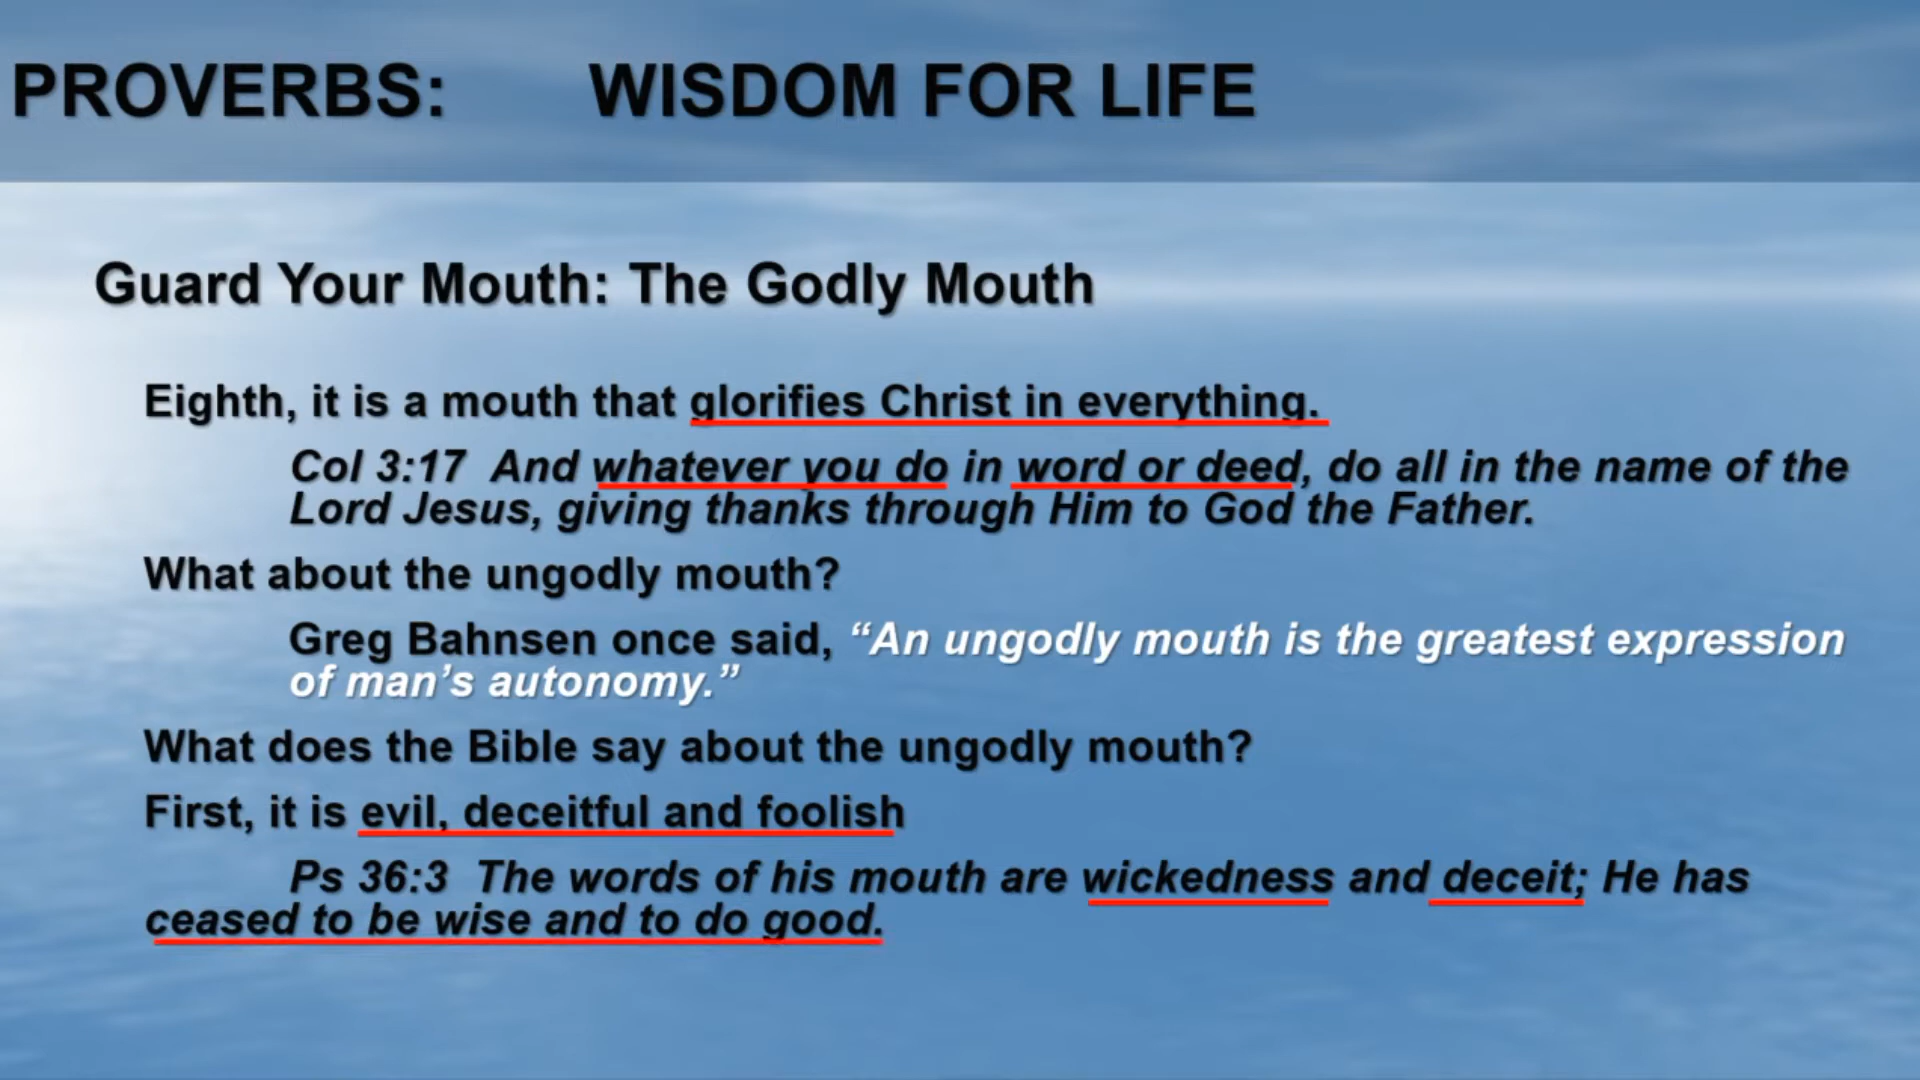 PROVERBS: WISDOM FOR LIFE
Guard Your Mouth: The Godly Mouth
Eighth, it is a mouth that glorifies Christ in everything.
Col 3:17 And whatever you do in word or deed, do all in the name of the
Lord Jesus, giving thanks through Him to God the Father.
What about the ungodly mouth?
Greg Bahnsen once said, “An ungodly mouth is the greatest expression
of man’s autonomy.”
What does the Bible say about the ungodly mouth?
First, it is evil, deceitful and foolish
Ps 36:3 The words of his mouth are wickedness and deceit; He has
ceased to be wise and to do good.